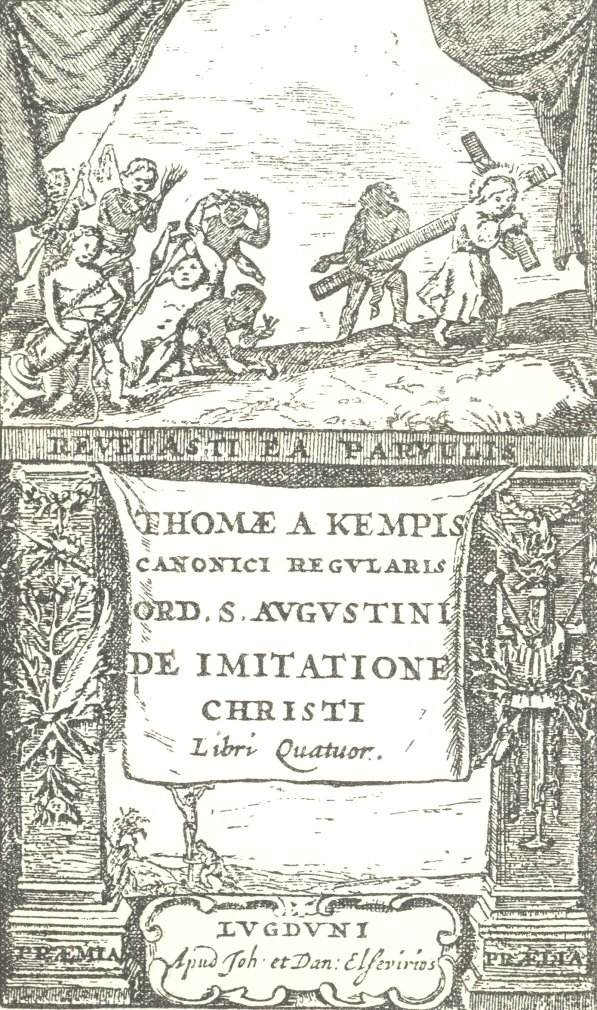 REVELASTI EA PARVULIS
THOMÆ A KEMPIS
CANONICI REGVLARIS
ORD. S. AVGVSTINI
DE IMITATIONE
CHRISTI
Libri Quatuor.
PRÆMIA
LVGDVNI
Apud Joh. et Dan: Elsevirios
PRÆLIA